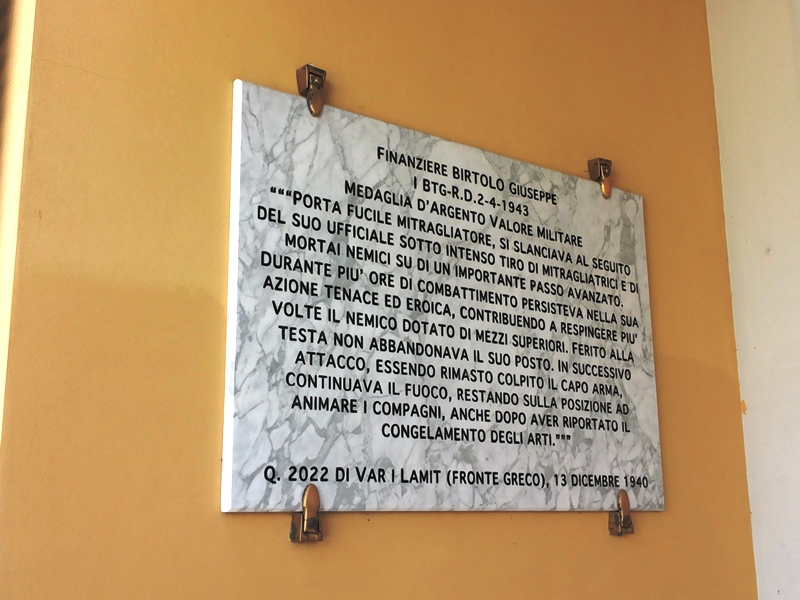 FINANZIERE BIRTOLO GIUSEPPE
I BTG-R.D.2-4-1943
MEDAGLIA D'ARGENTO VALORE MILITARE
"""PORTA FUCILE MITRAGLIATORE, SI SLANCIAVA AL SEGUITO
DEL SUO UFFICIALE SOTTO INTENSO TIRO DI MITRAGLIATRICI E DI
MORTAI NEMICI SU DI UN IMPORTANTE PASSO AVANZATO.
DURANTE PIU' ORE DI COMBATTIMENTO PERSISTEVA NELLA SUA
AZIONE TENACE ED EROICA, CONTRIBUENDO A RESPINGERE PIU'
VOLTE IL NEMICO DOTATO DI MEZZI SUPERIORI. FERITO ALLA
TESTA NON ABBANDONAVA IL SUO POSTO. IN SUCCESSIVO
ATTACCO, ESSENDO RIMASTO COLPITO IL CAPO ARMA,
CONTINUAVA IL FUOCO, RESTANDO SULLA POSIZIONE AD
ANIMARE I COMPAGNI, ANCHE DOPO AVER RIPORTATO IL
CONGELAMENTO DEGLI ARTI."""
Q. 2022 DI VAR I LAMIT (FRONTE GRECO), 13 DICEMBRE 1940